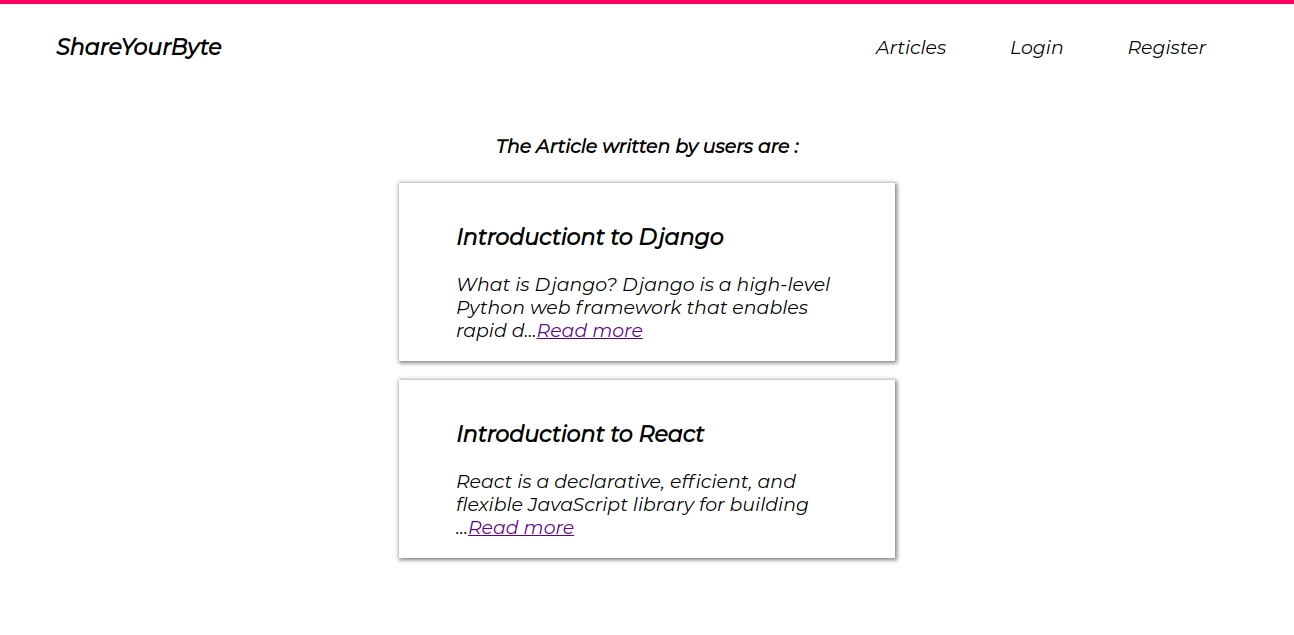 ShareYourByte
Articles
Login
Register
The Article written by users are :
Introductiont to Django
What is Django? Django is a high-level
Python web framework that enables
rapid d...Read more
Introductiont to React
React is a declarative, efficient, and
flexible JavaScript library for building
...Read more